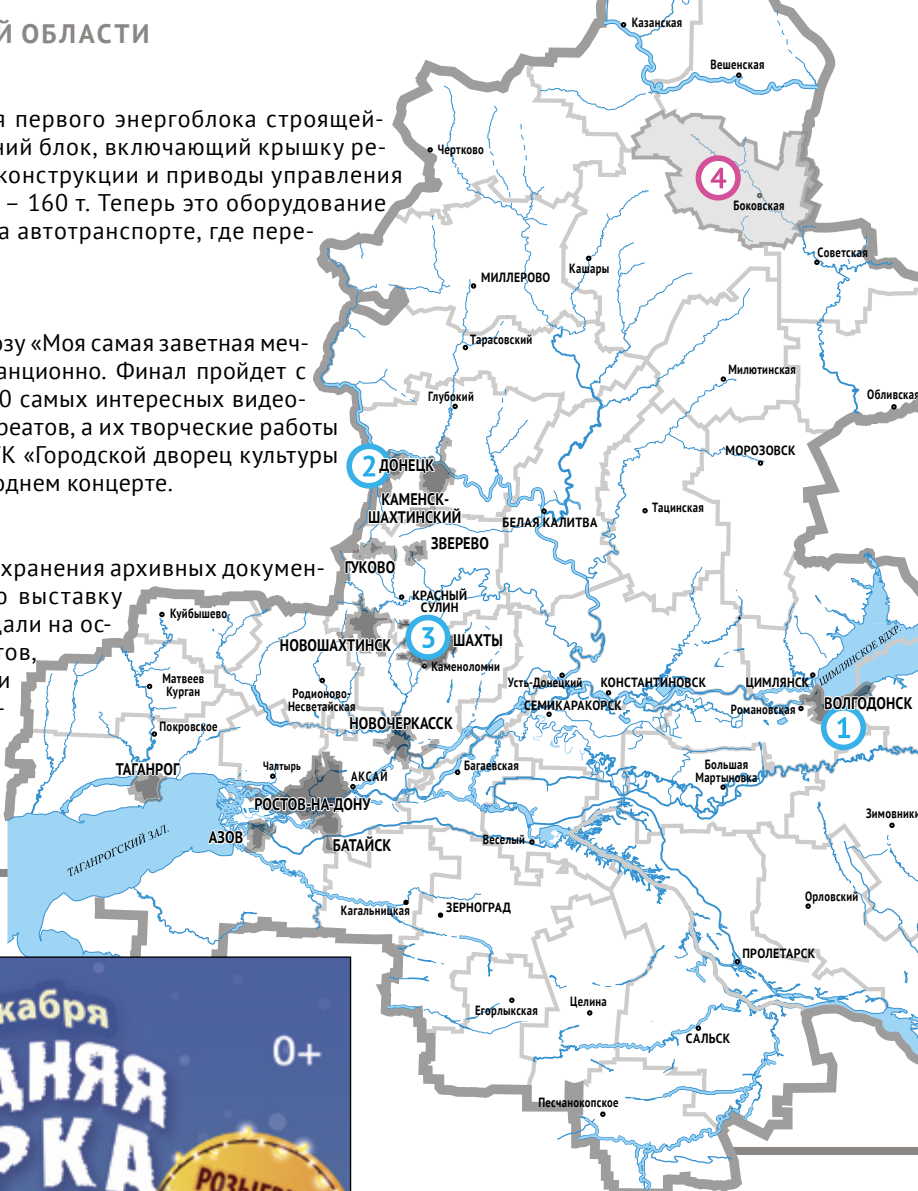 Й ОБЛАСТИ
я первого энергоблока строящей-
ний блок, включающий крышку ре-
конструкции и приводы управления
– 160 т. Теперь это оборудование
а автотранспорте, где пере-
озу «Моя самая заветная меч-
анционно. Финал пройдет с
0 самых интересных видео-
реатов, а их творческие работы
К «Городской дворец культуры
однем концерте.
хранения архивных докумен-
ю выставку
дали на ос-
тов,
и
-
Казанская
Вешенская
Чертково
4
Боковская
Советская
Кашары
МИЛЛЕРОВО
Тарасовский
Милютинская
Глубокий
Обливская
МОРОЗОВСК
2
ДОНЕЦК
КАМЕНСК-
ШАХТИНСКИЙ
БЕЛАЯ КАЛИТВА
Тацинская
ЗВЕРЕВО
ГУКОВО
КРАСНЫЙ
СУЛИН
Куйбышево
3
ШАХТЫ
НОВОШАХТИНСК
Каменоломни
ЦИМЛЯНСКОЕ ВДХР.
Матвеев
Курган
Родионово-
Несветайская
Усть-Донецкий
КОНСТАНТИНОВСК
ЦИМЛЯНСК
СЕМИКАРАКОРСК
Романовская
ВОЛГОДОНСК
1
Покровское
НОВОЧЕРКАССК
ТАГАНРОГ
Чалтырь
АКСАЙ
Багаевская
Большая
Мартыновка
РОСТОВ-НА-ДОНУ
Зимовники
АЗОВ
БАТАЙСК
Веселый
ТАГАНРОГСКИЙ ЗАЛ.
Кагальницкая
ЗЕРНОГРАД
Орловский
ПРОЛЕТАРСК
Егорлыкская
Целина
САЛЬСК
Песчанокопское
кабря
0+
ДНЯЯ
РКА